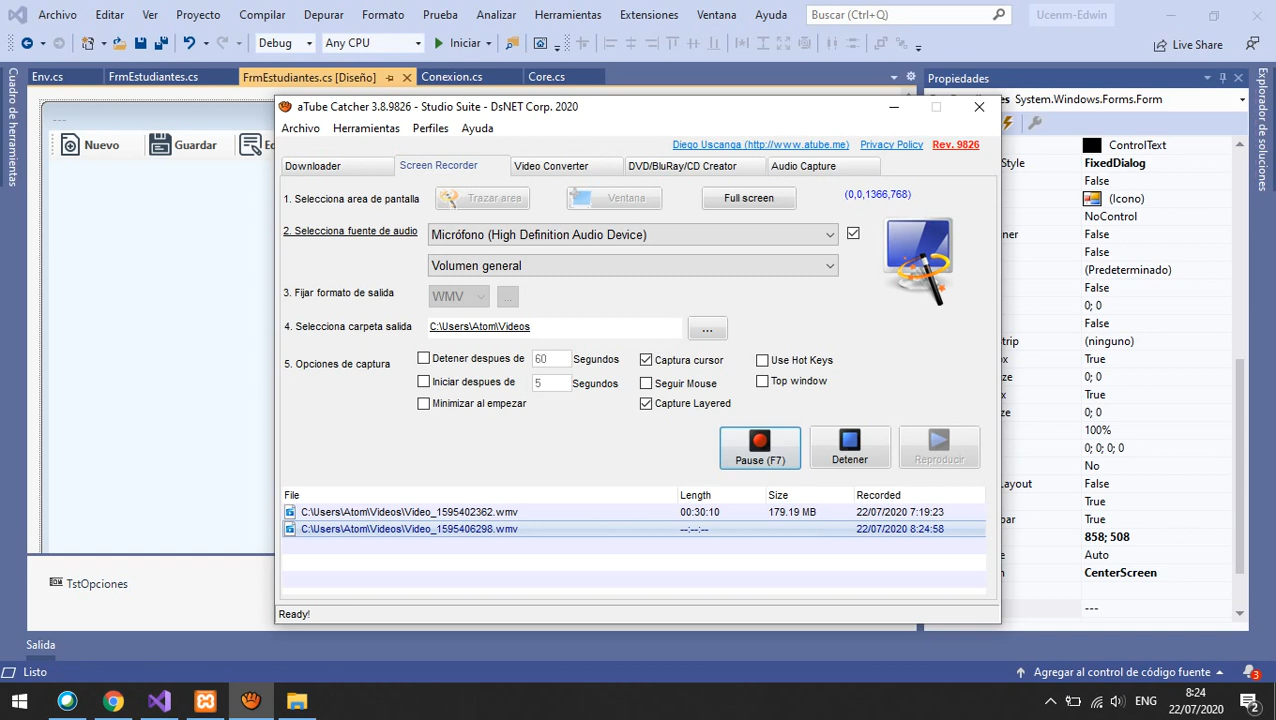 Archivo Editar Ver Proyecto Compilar Depurar Formato Prueba Analizar Herramientas Extensiones Ventana Ayuda Buscar (Ctrl+Q) Ucenm-Edwin
Debug Any CPU Iniciar Live Share
Env.cs FrmEstudiantes.cs FrmEstudiantes.cs [Diseño] Conexion.cs Core.cs Propiedades
Cuadro de herramientas
Explorador de soluciones
---
Nuevo Guardar
aTube Catcher 3.8.9826 - Studio Suite - DsNET Corp. 2020
Archivo Herramientas Perfiles Ayuda
Diego Uscanga (http://www.atube.me) Privacy Policy Rev. 9826
Downloader Screen Recorder Video Converter DVD/BluRay/CD Creator Audio Capture
1. Selecciona area de pantalla Trazar area Ventana Full screen (0,0,1366,768)
2. Selecciona fuente de audio Micrófono (High Definition Audio Device)
Volumen general
3. Fijar formato de salida WMV ...
4. Selecciona carpeta salida C:\Users\Atom\Videos ...
5. Opciones de captura
Detener despues de 60 Segundos Captura cursor Use Hot Keys
Iniciar despues de 5 Segundos Seguir Mouse Top window
Minimizar al empezar Capture Layered
Pause (F7) Detener Reproducir
File Length Size Recorded
C:\Users\Atom\Videos\Video_1595402362.wmv 00:30:10 179.19 MB 22/07/2020 7:19:23
C:\Users\Atom\Videos\Video_1595406298.wmv --:--:-- 22/07/2020 8:24:58
Ready!
System.Windows.Forms.Form
ControlText
Style FixedDialog
False
(Icono)
NoControl
False
False
(Predeterminado)
False
0; 0
False
(ninguno)
True
0; 0
True
0; 0
100%
0; 0; 0; 0
No
False
True
True
858; 508
Auto
CenterScreen
---
TstOpciones
Salida
Listo Agregar al control de código fuente 3
ENG 8:24
22/07/2020 2